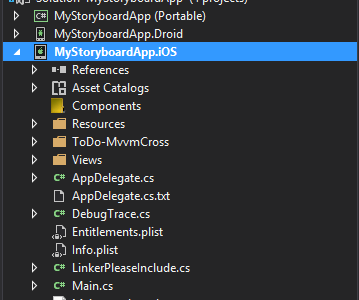 MyStoryboardApp (Portable)
MyStoryboardApp.Droid
MyStoryboardApp.iOS
References
Asset Catalogs
Components
Resources
ToDo-MvvmCross
Views
AppDelegate.cs
AppDelegate.cs.txt
DebugTrace.cs
Entitlements.plist
Info.plist
LinkerPleaseInclude.cs
Main.cs